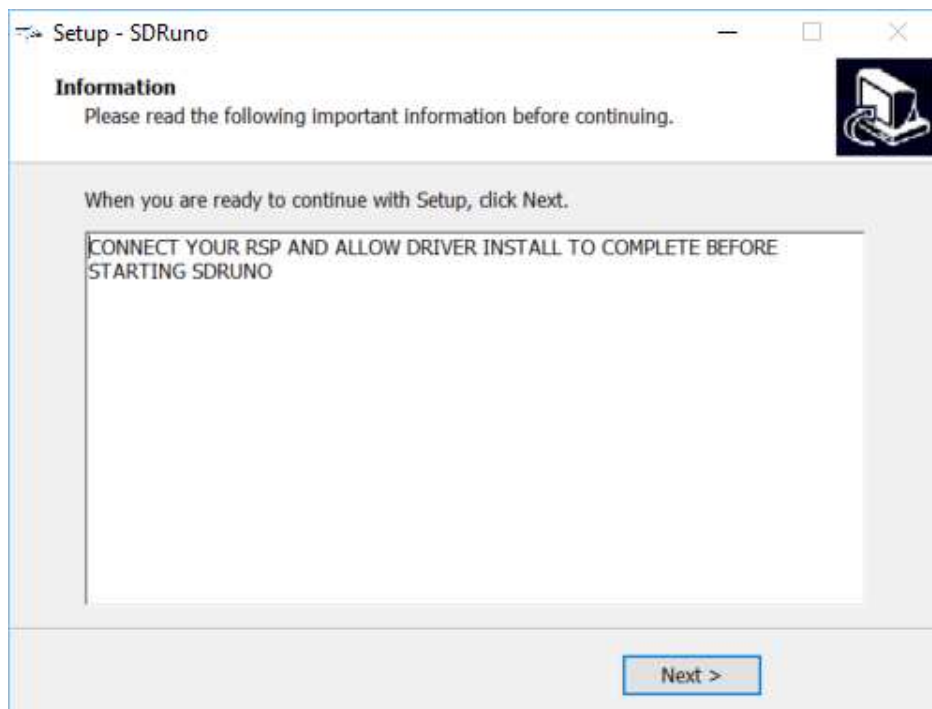 Setup - SDRuno
Information
Please read the following important information before continuing.
When you are ready to continue with Setup, click Next.
CONNECT YOUR RSP AND ALLOW DRIVER INSTALL TO COMPLETE BEFORE
STARTING SDRUNO
Next >